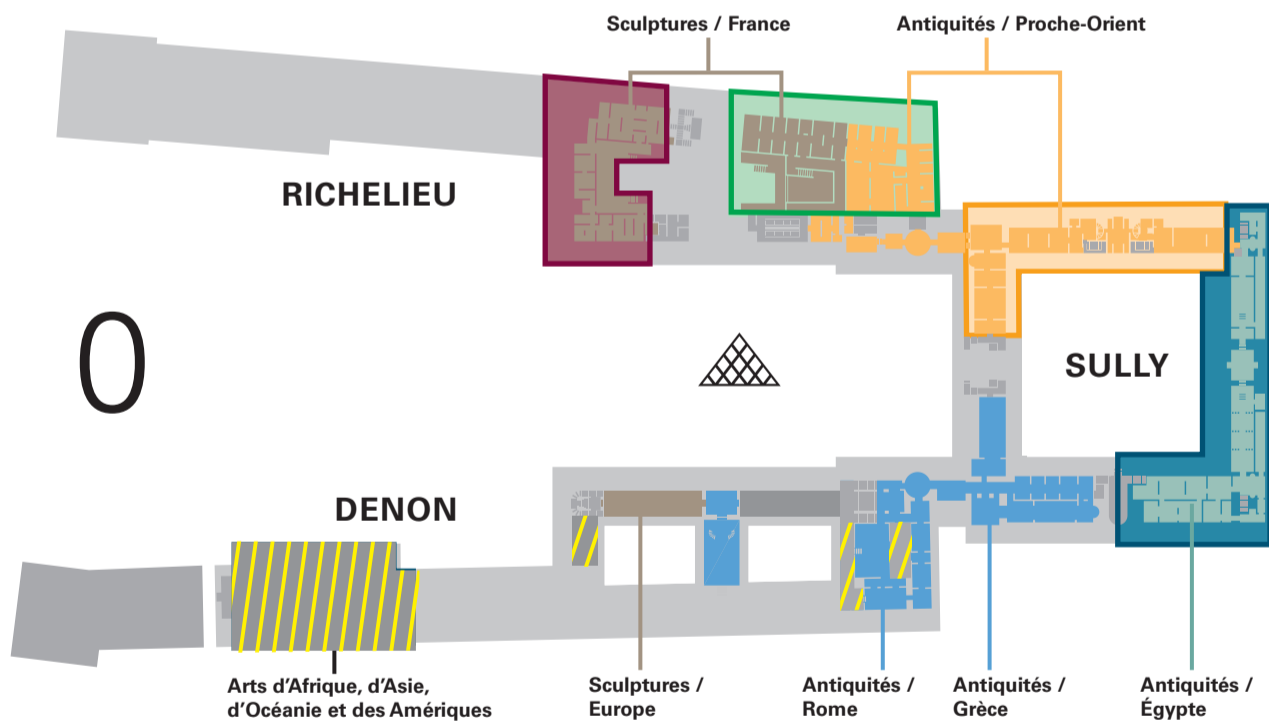 Sculptures / France
Antiquités / Proche-Orient
RICHELIEU
0
SULLY
DENON
Arts d’Afrique, d’Asie,
d’Océanie et des Amériques
Sculptures /
Europe
Antiquités /
Rome
Antiquités /
Grèce
Antiquités /
Égypte